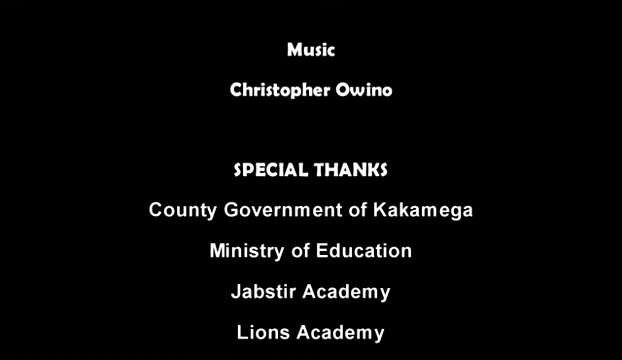 Music
Christopher Owino
SPECIAL THANKS
County Government of Kakamega
Ministry of Education
Jabstir Academy
Lions Academy